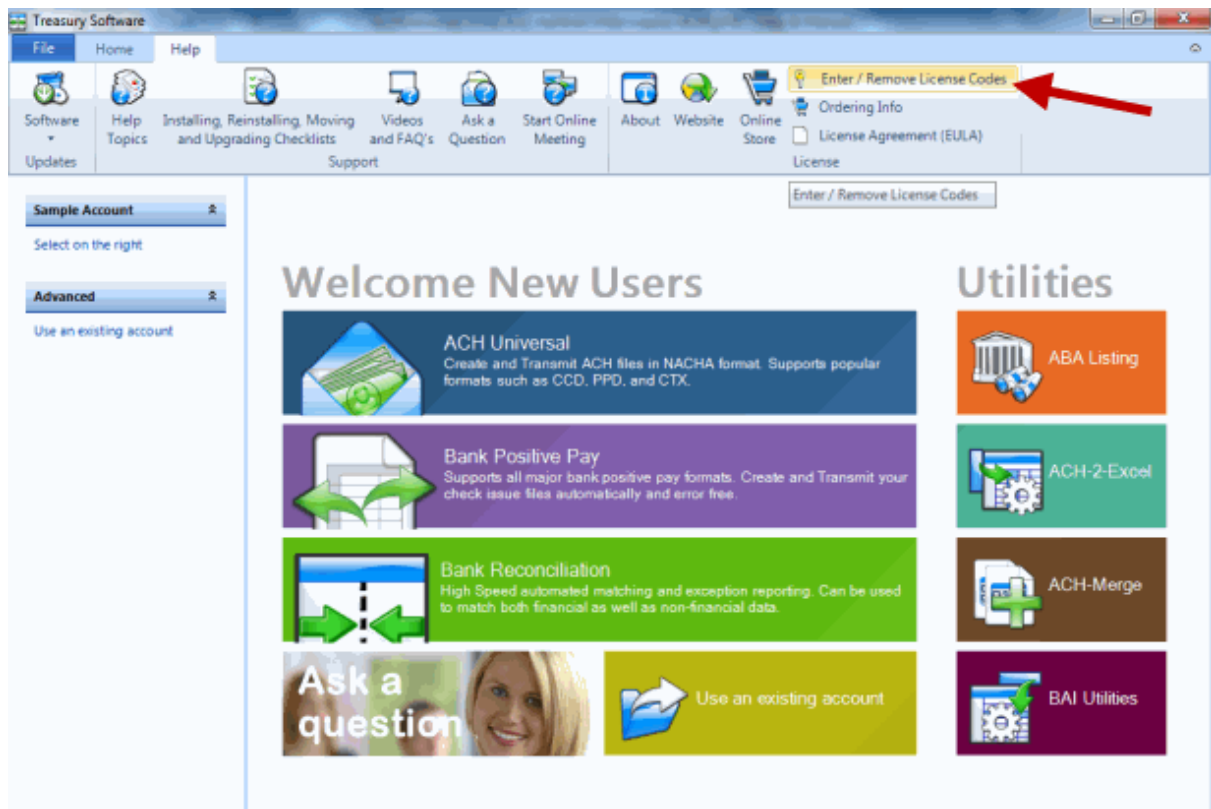 Treasury Software
File Home Help
Software
Updates
Help
Topics
Installing, Reinstalling, Moving
and Upgrading Checklists
Videos
and FAQ's
Ask a
Question
Start Online
Meeting
Support
About
Website
Online
Store
Enter / Remove License Codes
Ordering Info
License Agreement (EULA)
License
Enter / Remove License Codes
Sample Account
Select on the right
Advanced
Use an existing account
Welcome New Users
ACH Universal
Create and Transmit ACH files in NACHA format. Supports popular
formats such as CCD, PPD, and CTX.
Bank Positive Pay
Supports all major bank positive pay formats. Create and Transmit your
check issue files automatically and error free.
Bank Reconciliation
High Speed automated matching and exception reporting. Can be used
to match both financial as well as non-financial data.
Ask a
question
Use an existing account
Utilities
ABA Listing
ACH-2-Excel
ACH-Merge
BAI Utilities